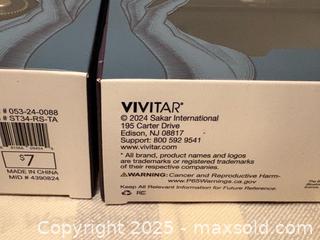 # 053-24-0088
# ST34-RS-TA
$7
MADE IN CHINA
MID # 4390824
VIVITAR®
© 2024 Sakar International
195 Carter Drive
Edison, NJ 08817
Support: 800 592 9541
www.vivitar.com
All brand, product names and logos
are trademarks or registered trademarks
of their respective companies.
⚠WARNING: Cancer and Reproductive Harm-
www.P65Warnings.ca.gov
Keep All Relevant Information for Future Reference.
Copyright 2025 - maxsold.com